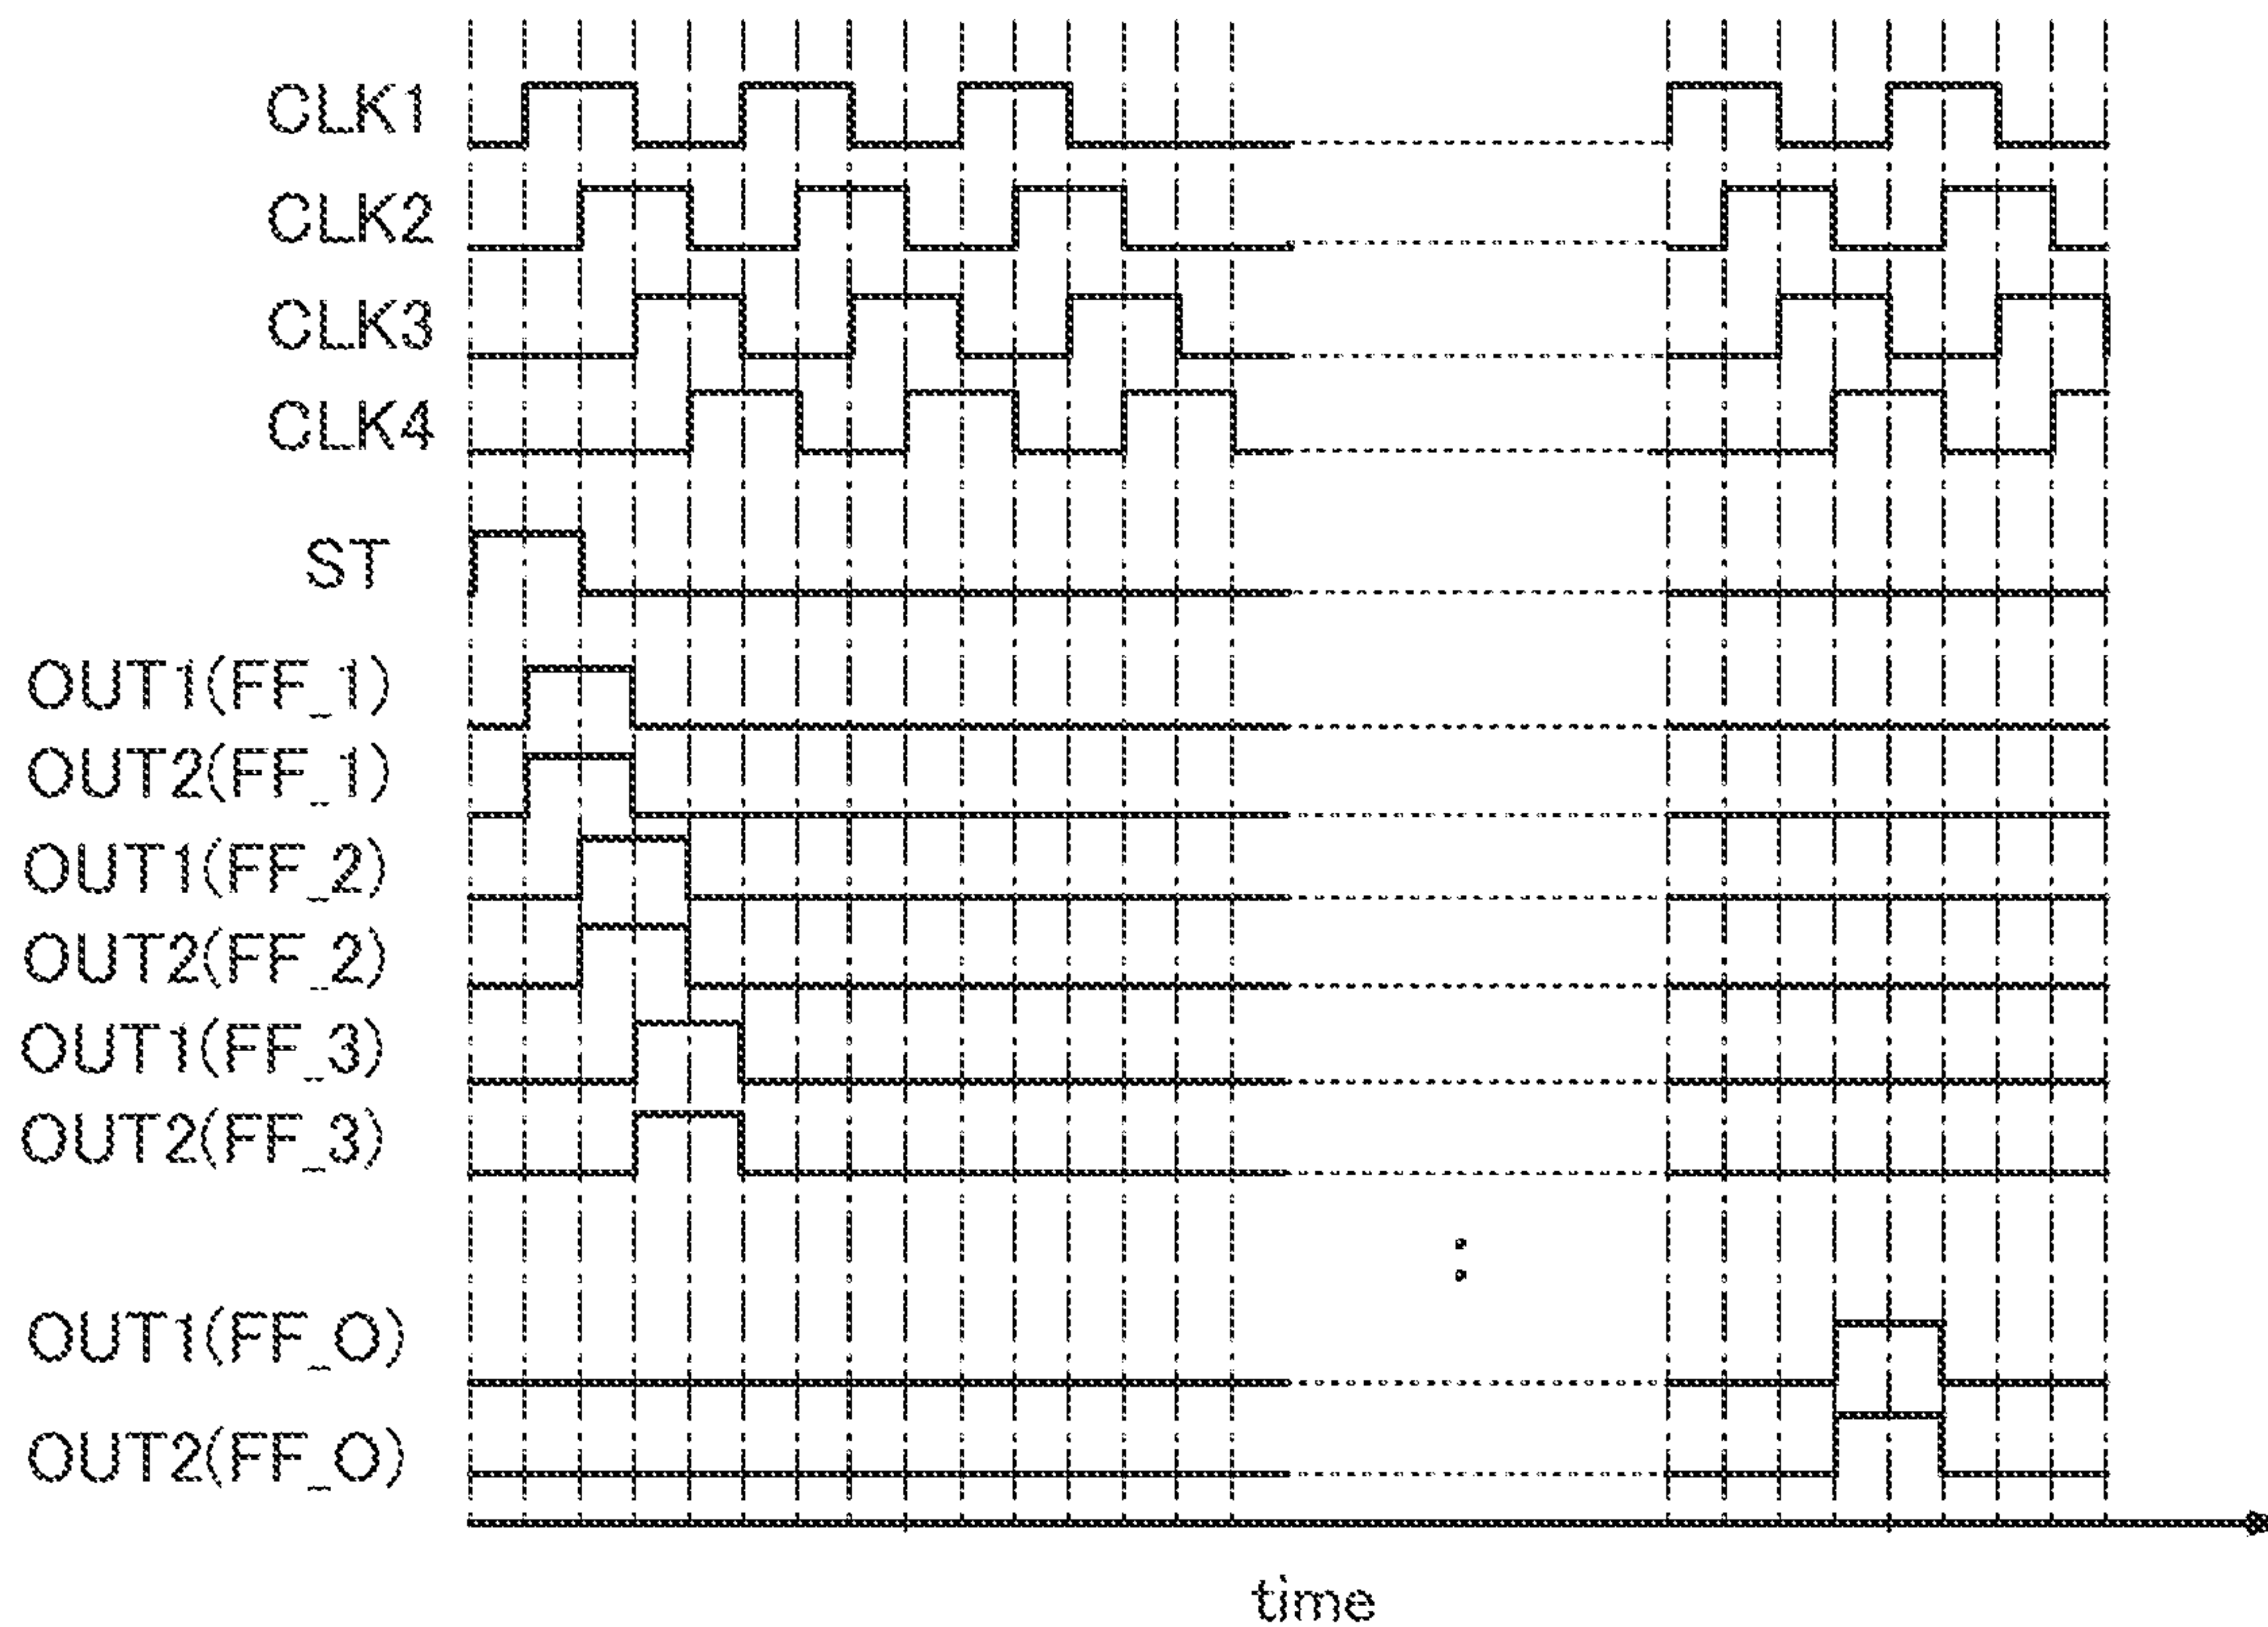 CLK1
CLK2
CLK3
CLK4
ST
OUT1(FF_1)
OUT2(FF_1)
OUT1(FF_2)
OUT2(FF_2)
OUT1(FF_3)
OUT2(FF_3)
OUT1(FF_O)
OUT2(FF_O)
time